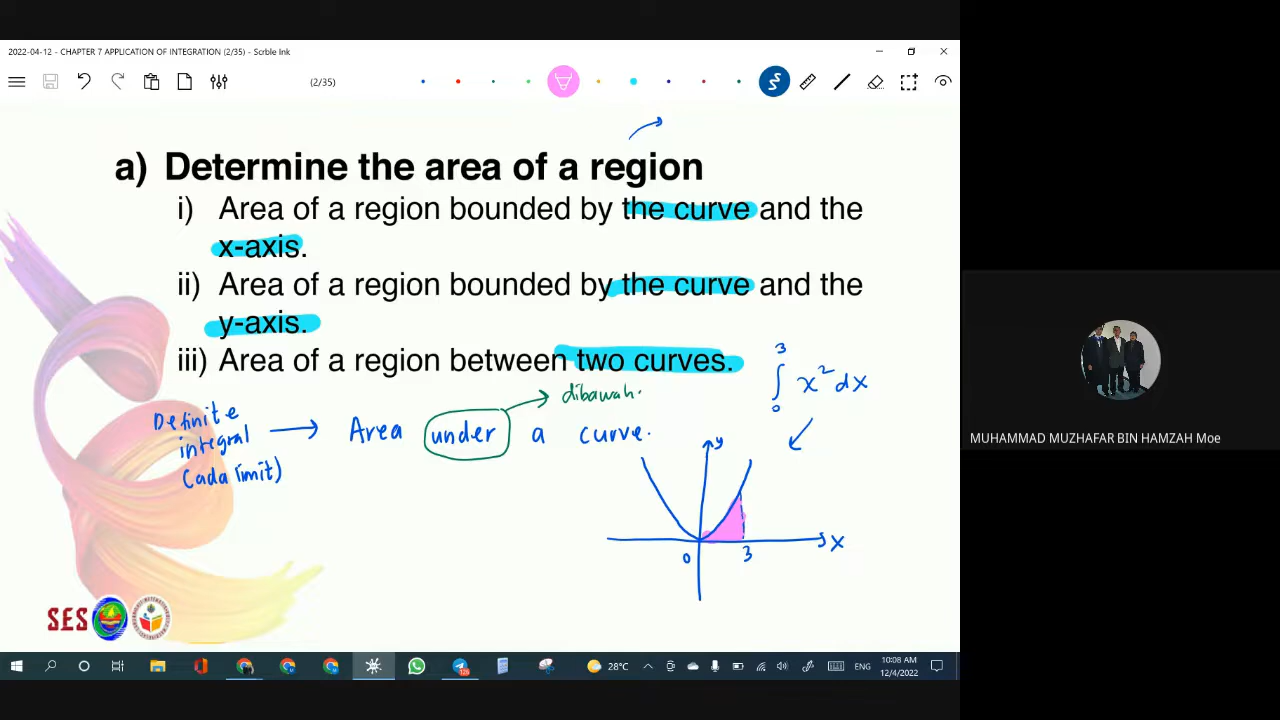 2022-04-12 - CHAPTER 7 APPLICATION OF INTEGRATION (2/35) - Scrble Ink
(2/35)
a) Determine the area of a region
i) Area of a region bounded by the curve and the
x-axis.
ii) Area of a region bounded by the curve and the
y-axis.
iii) Area of a region between two curves.
3
∫ x² dx
0
dibawah.
Definite
integral
(ada limit)
Area under a curve.
y
x
0
3
SES
MUHAMMAD MUZHAFAR BIN HAMZAH Moe
28°C
ENG
10:08 AM
12/4/2022